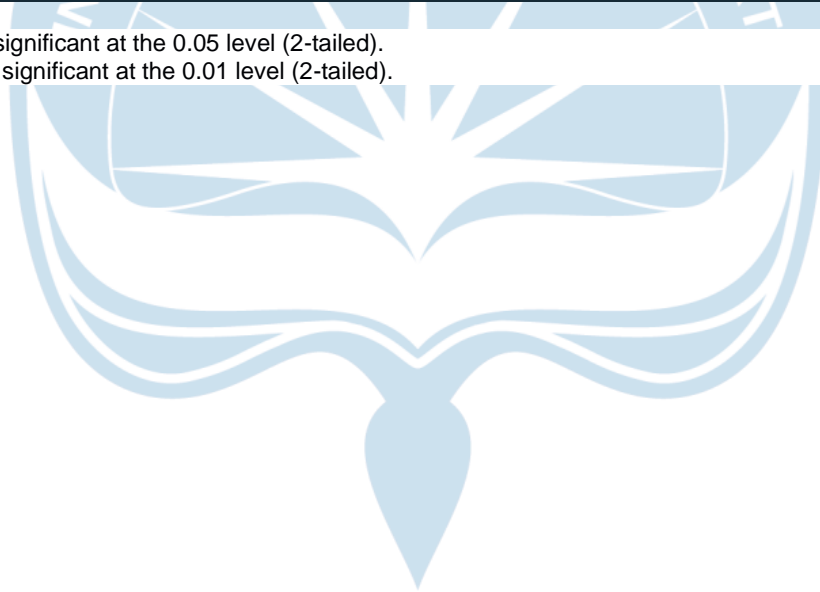 significant at the 0.05 level (2-tailed).
significant at the 0.01 level (2-tailed).